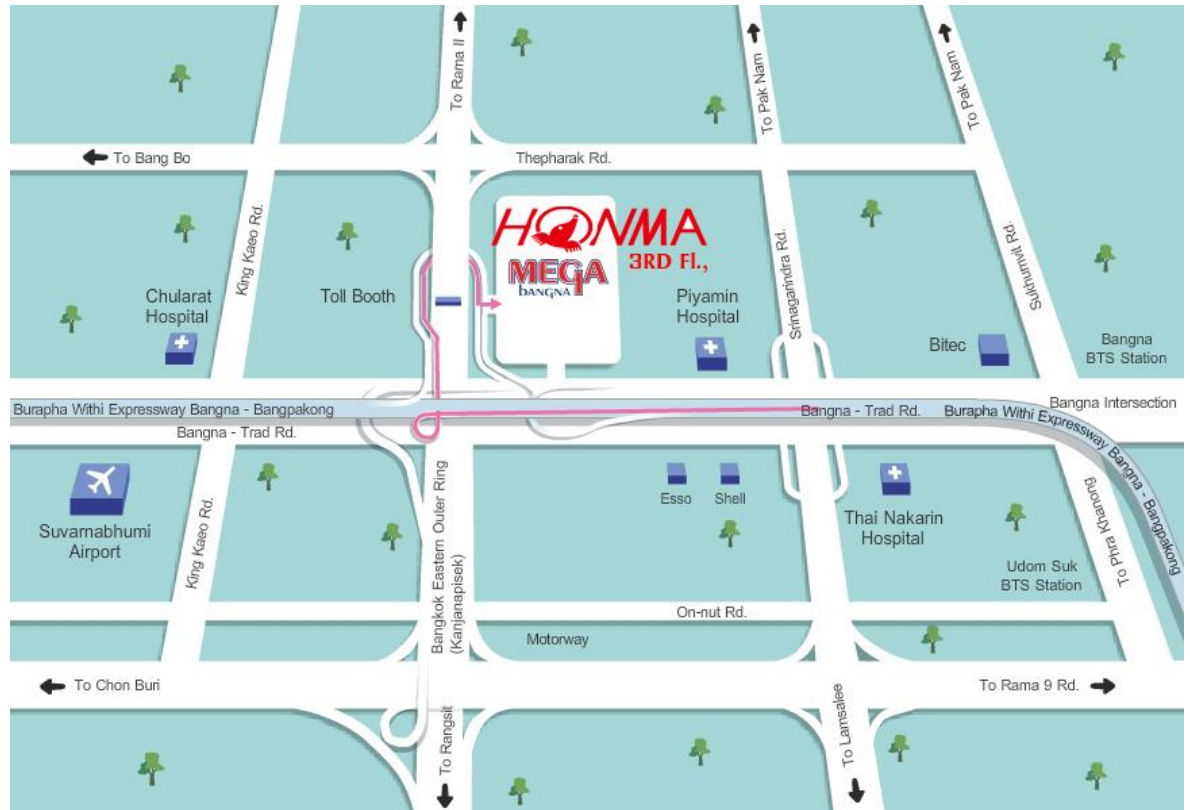 To Rama II
To Pak Nam
To Pak Nam
To Bang Bo
Thepharak Rd.
King Kaeo Rd.
HONMA
3RD Fl.,
MEGA
bangna
Srinagarindra Rd.
Sukhumvit Rd.
Chularat
Hospital
Toll Booth
Piyamin
Hospital
Bitec
Bangna
BTS Station
Burapha Withi Expressway Bangna - Bangpakong
Bangna - Trad Rd.
Burapha Withi Expressway Bangna - Bangpakong
Bangna Intersection
Bangna - Trad Rd.
Suvarnabhumi
Airport
King Kaeo Rd.
Bangkok Eastern Outer Ring
(Kanjanapisek)
Esso
Shell
Thai Nakarin
Hospital
Udom Suk
BTS Station
To Phra Khanong
On-nut Rd.
Motorway
To Chon Buri
To Rama 9 Rd.
To Rangsit
To Lamsalee